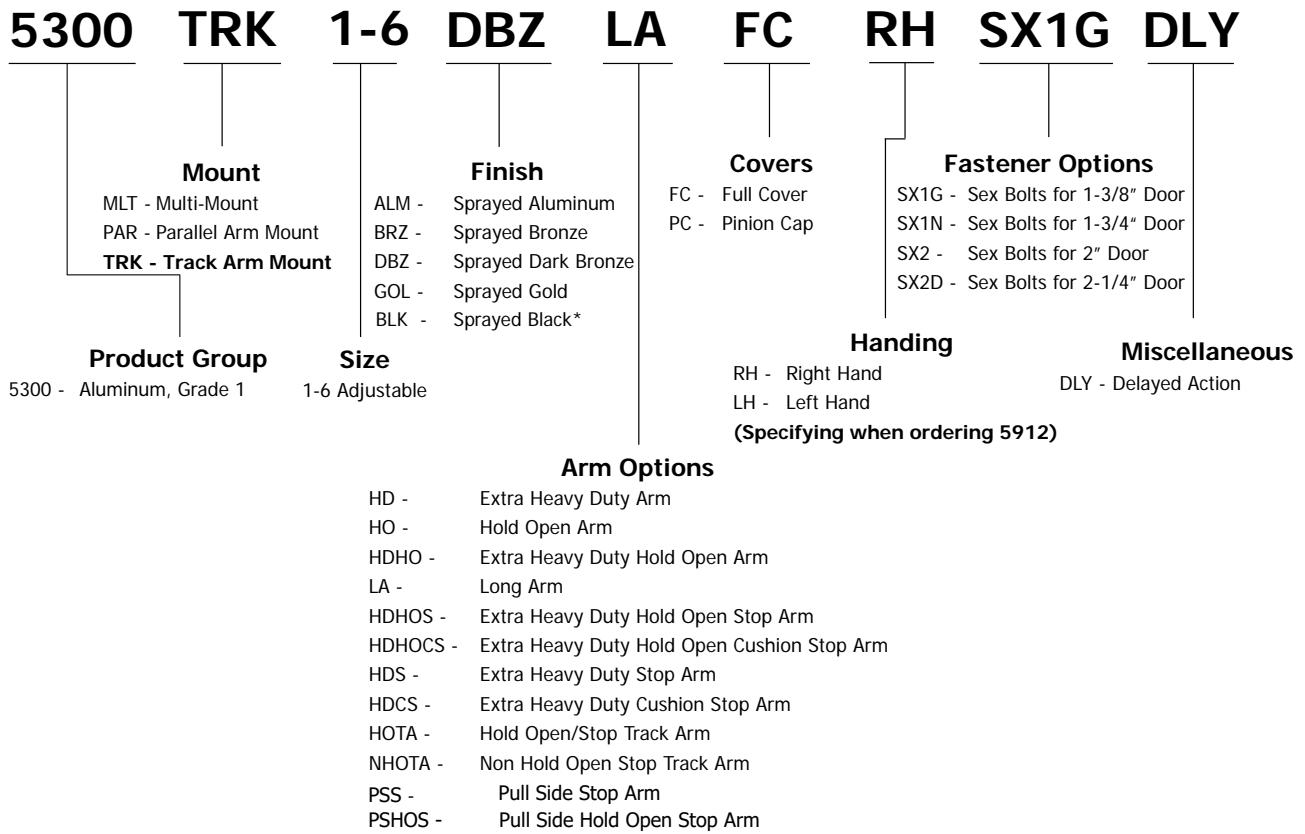 5300 TRK 1-6 DBZ LA FC RH SX1G DLY
Mount
MLT - Multi-Mount
PAR - Parallel Arm Mount
TRK - Track Arm Mount
Finish
ALM - Sprayed Aluminum
BRZ - Sprayed Bronze
DBZ - Sprayed Dark Bronze
GOL - Sprayed Gold
BLK - Sprayed Black*
Covers
FC - Full Cover
PC - Pinion Cap
Fastener Options
SX1G - Sex Bolts for 1-3/8" Door
SX1N - Sex Bolts for 1-3/4" Door
SX2 - Sex Bolts for 2" Door
SX2D - Sex Bolts for 2-1/4" Door
Product Group
5300 - Aluminum, Grade 1
Size
1-6 Adjustable
Handing
RH - Right Hand
LH - Left Hand
(Specifying when ordering 5912)
Miscellaneous
DLY - Delayed Action
Arm Options
HD - Extra Heavy Duty Arm
HO - Hold Open Arm
HDHO - Extra Heavy Duty Hold Open Arm
LA - Long Arm
HDHOS - Extra Heavy Duty Hold Open Stop Arm
HDHOCS - Extra Heavy Duty Hold Open Cushion Stop Arm
HDS - Extra Heavy Duty Stop Arm
HDCS - Extra Heavy Duty Cushion Stop Arm
HOTA - Hold Open/Stop Track Arm
NHOTA - Non Hold Open Stop Track Arm
PSS - Pull Side Stop Arm
PSHOS - Pull Side Hold Open Stop Arm